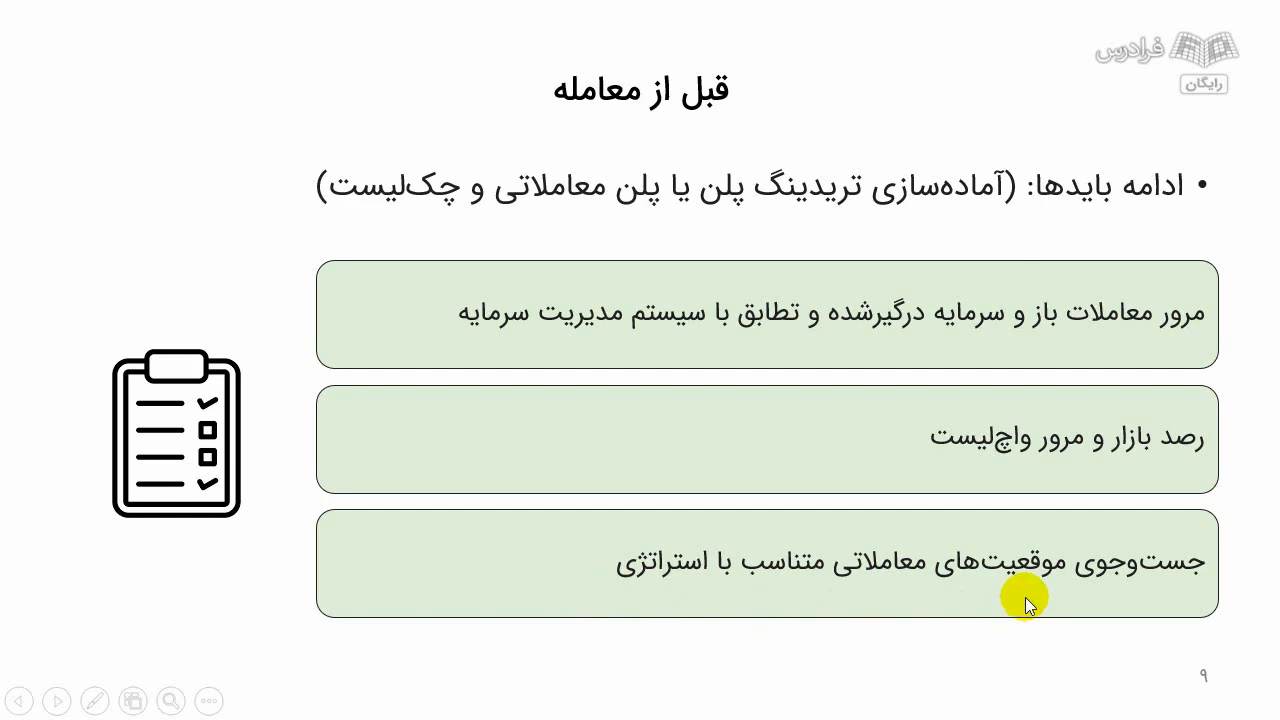 فرادرس
رایگان
قبل از معامله
• ادامه بایدها: (آماده‌سازی تریدینگ پلن یا پلن معاملاتی و چک‌لیست)
مرور معاملات باز و سرمایه درگیرشده و تطابق با سیستم مدیریت سرمایه
رصد بازار و مرور واچ‌لیست
جست‌وجوی موقعیت‌های معاملاتی متناسب با استراتژی
۹